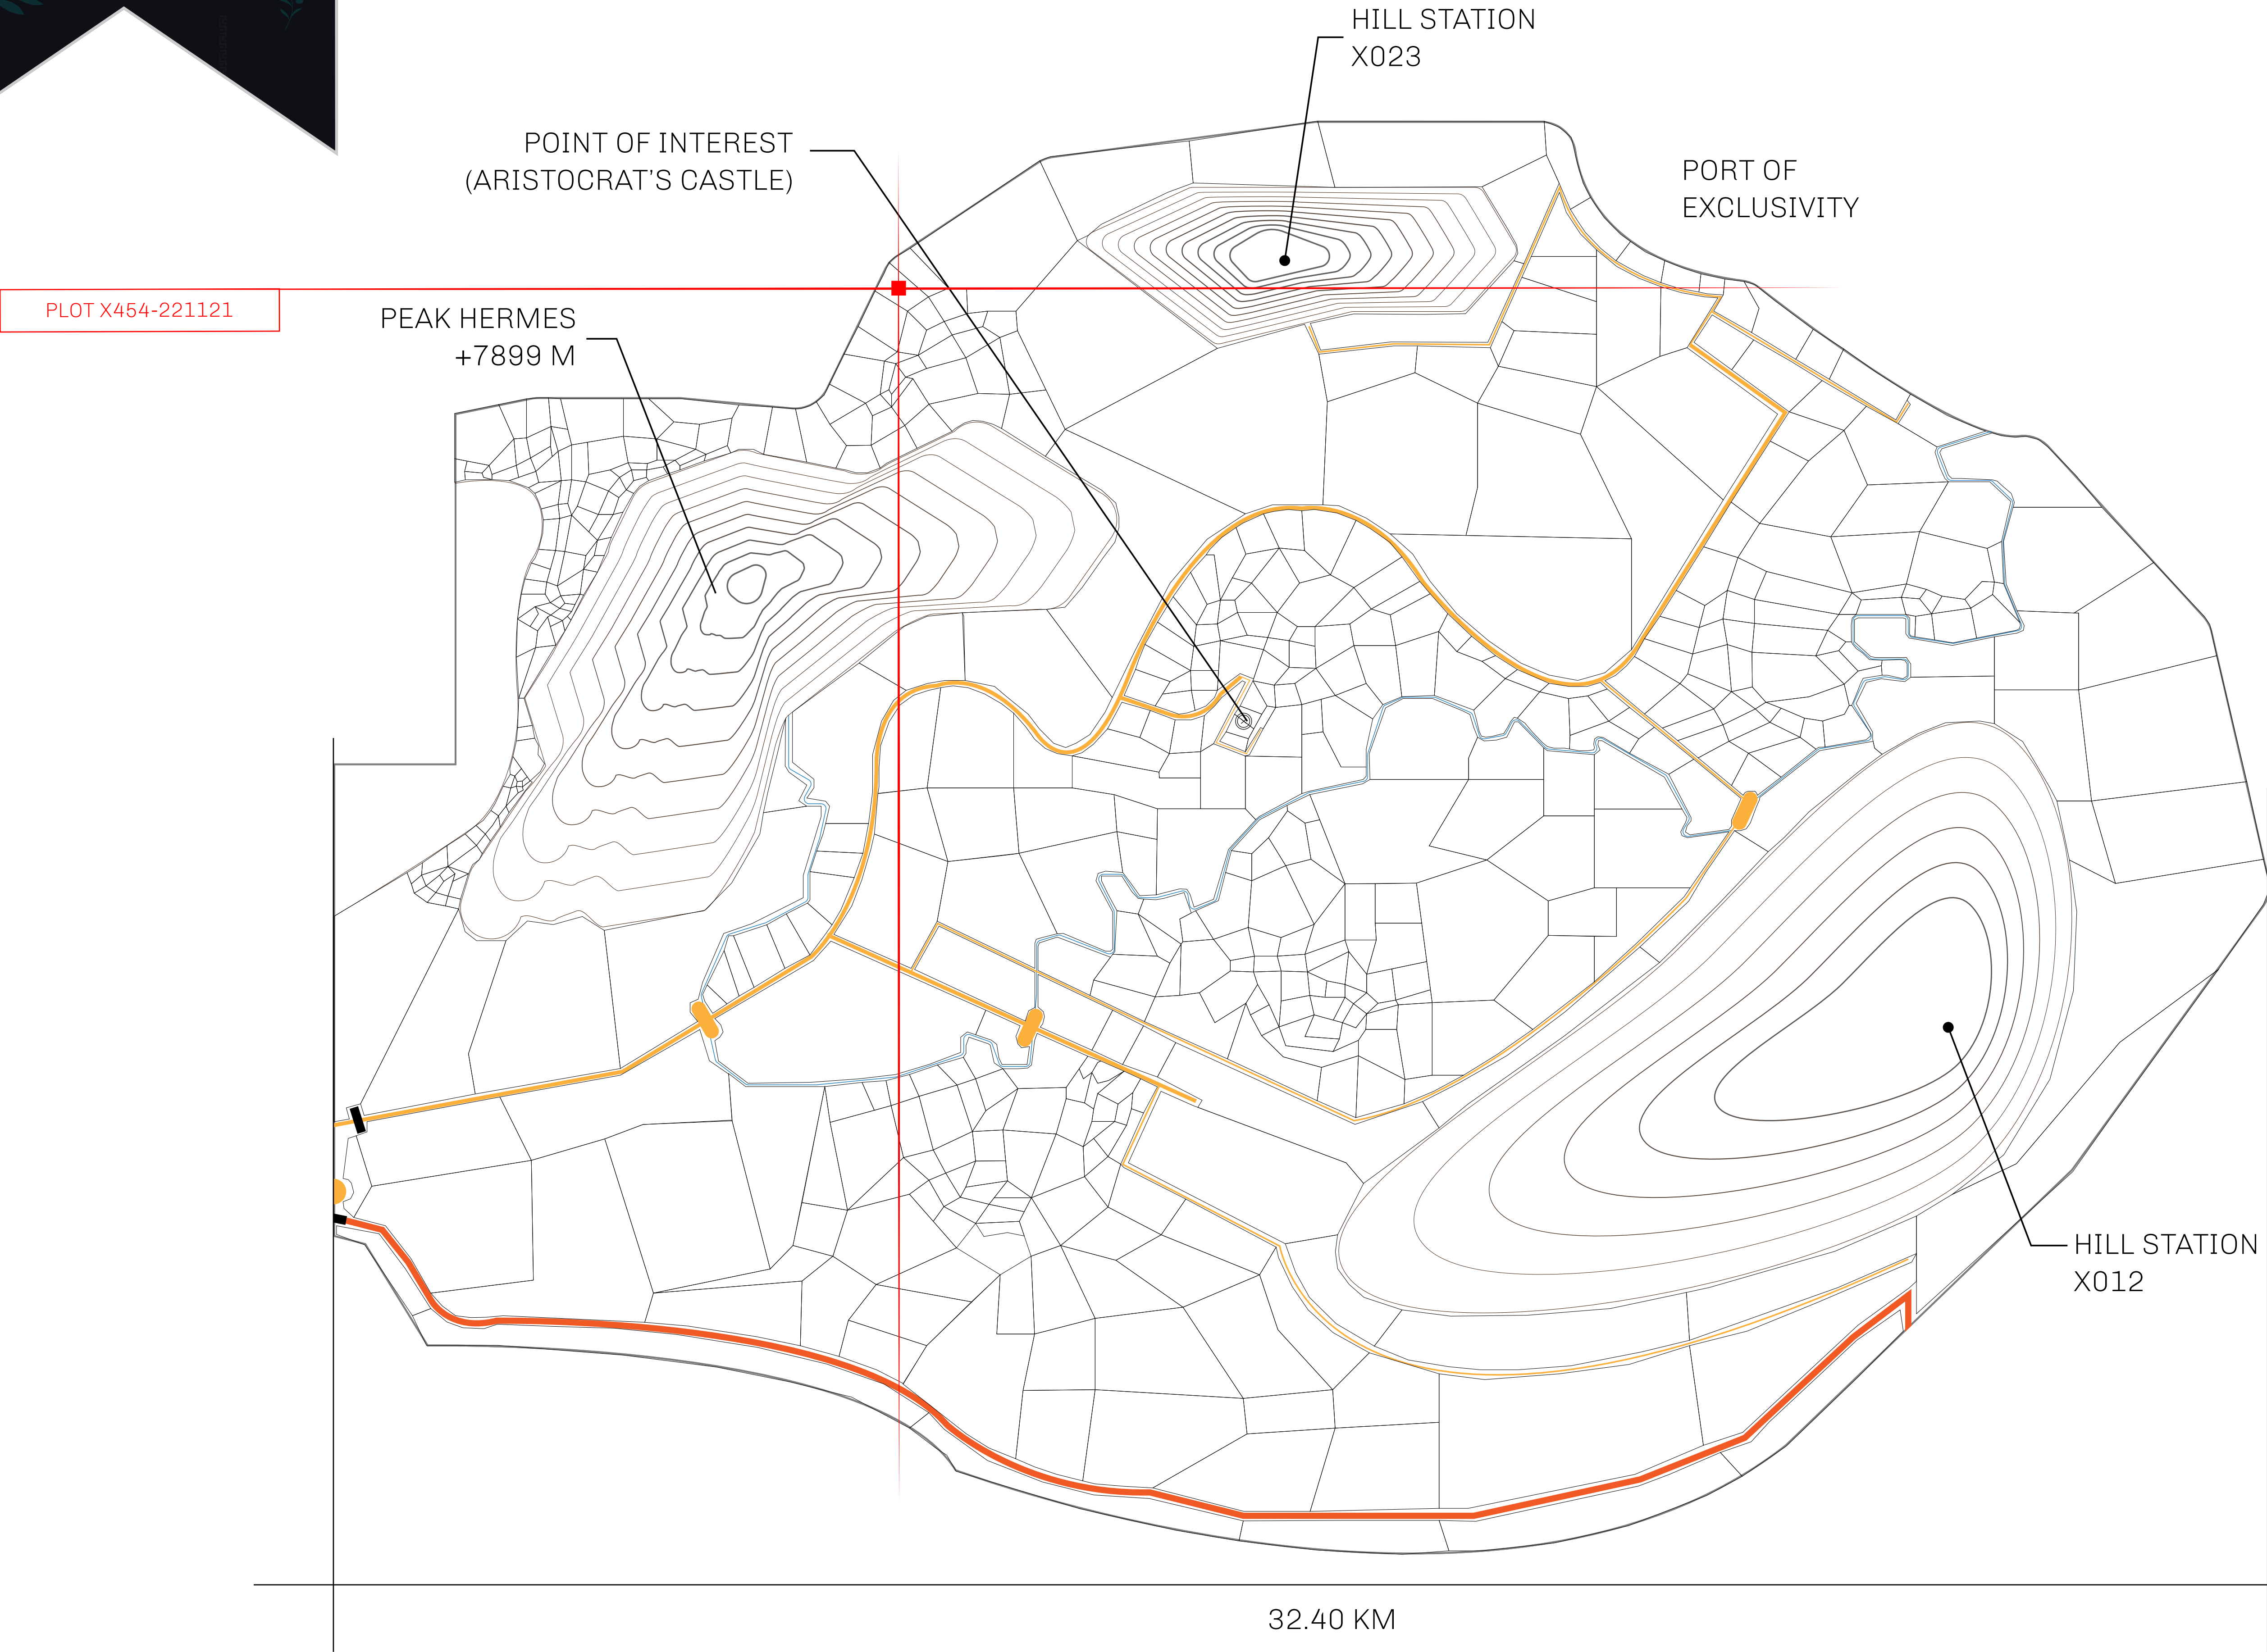 HILL STATION
X023
POINT OF INTEREST
(ARISTOCRAT'S CASTLE)
PORT OF
EXCLUSIVITY
PLOT X454-221121
PEAK HERMES
+7899 M
HILL STATION
X012
32.40 KM